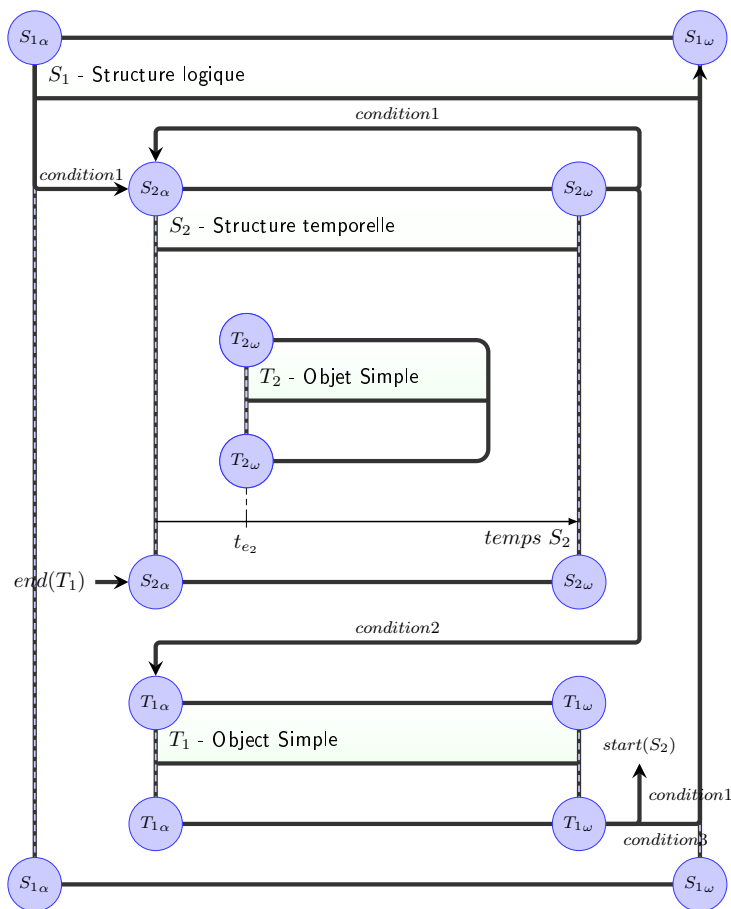 S₁α S₁ω
S₁ - Structure logique
condition1
condition1
S₂α S₂ω
S₂ - Structure temporelle
T₂ω
T₂ - Objet Simple
T₂ω
tₑ₂ temps S₂
end(T₁) S₂α S₂ω
condition2
T₁α T₁ω
T₁ - Object Simple
start(S₂)
condition1
T₁α T₁ω
condition3
S₁α S₁ω